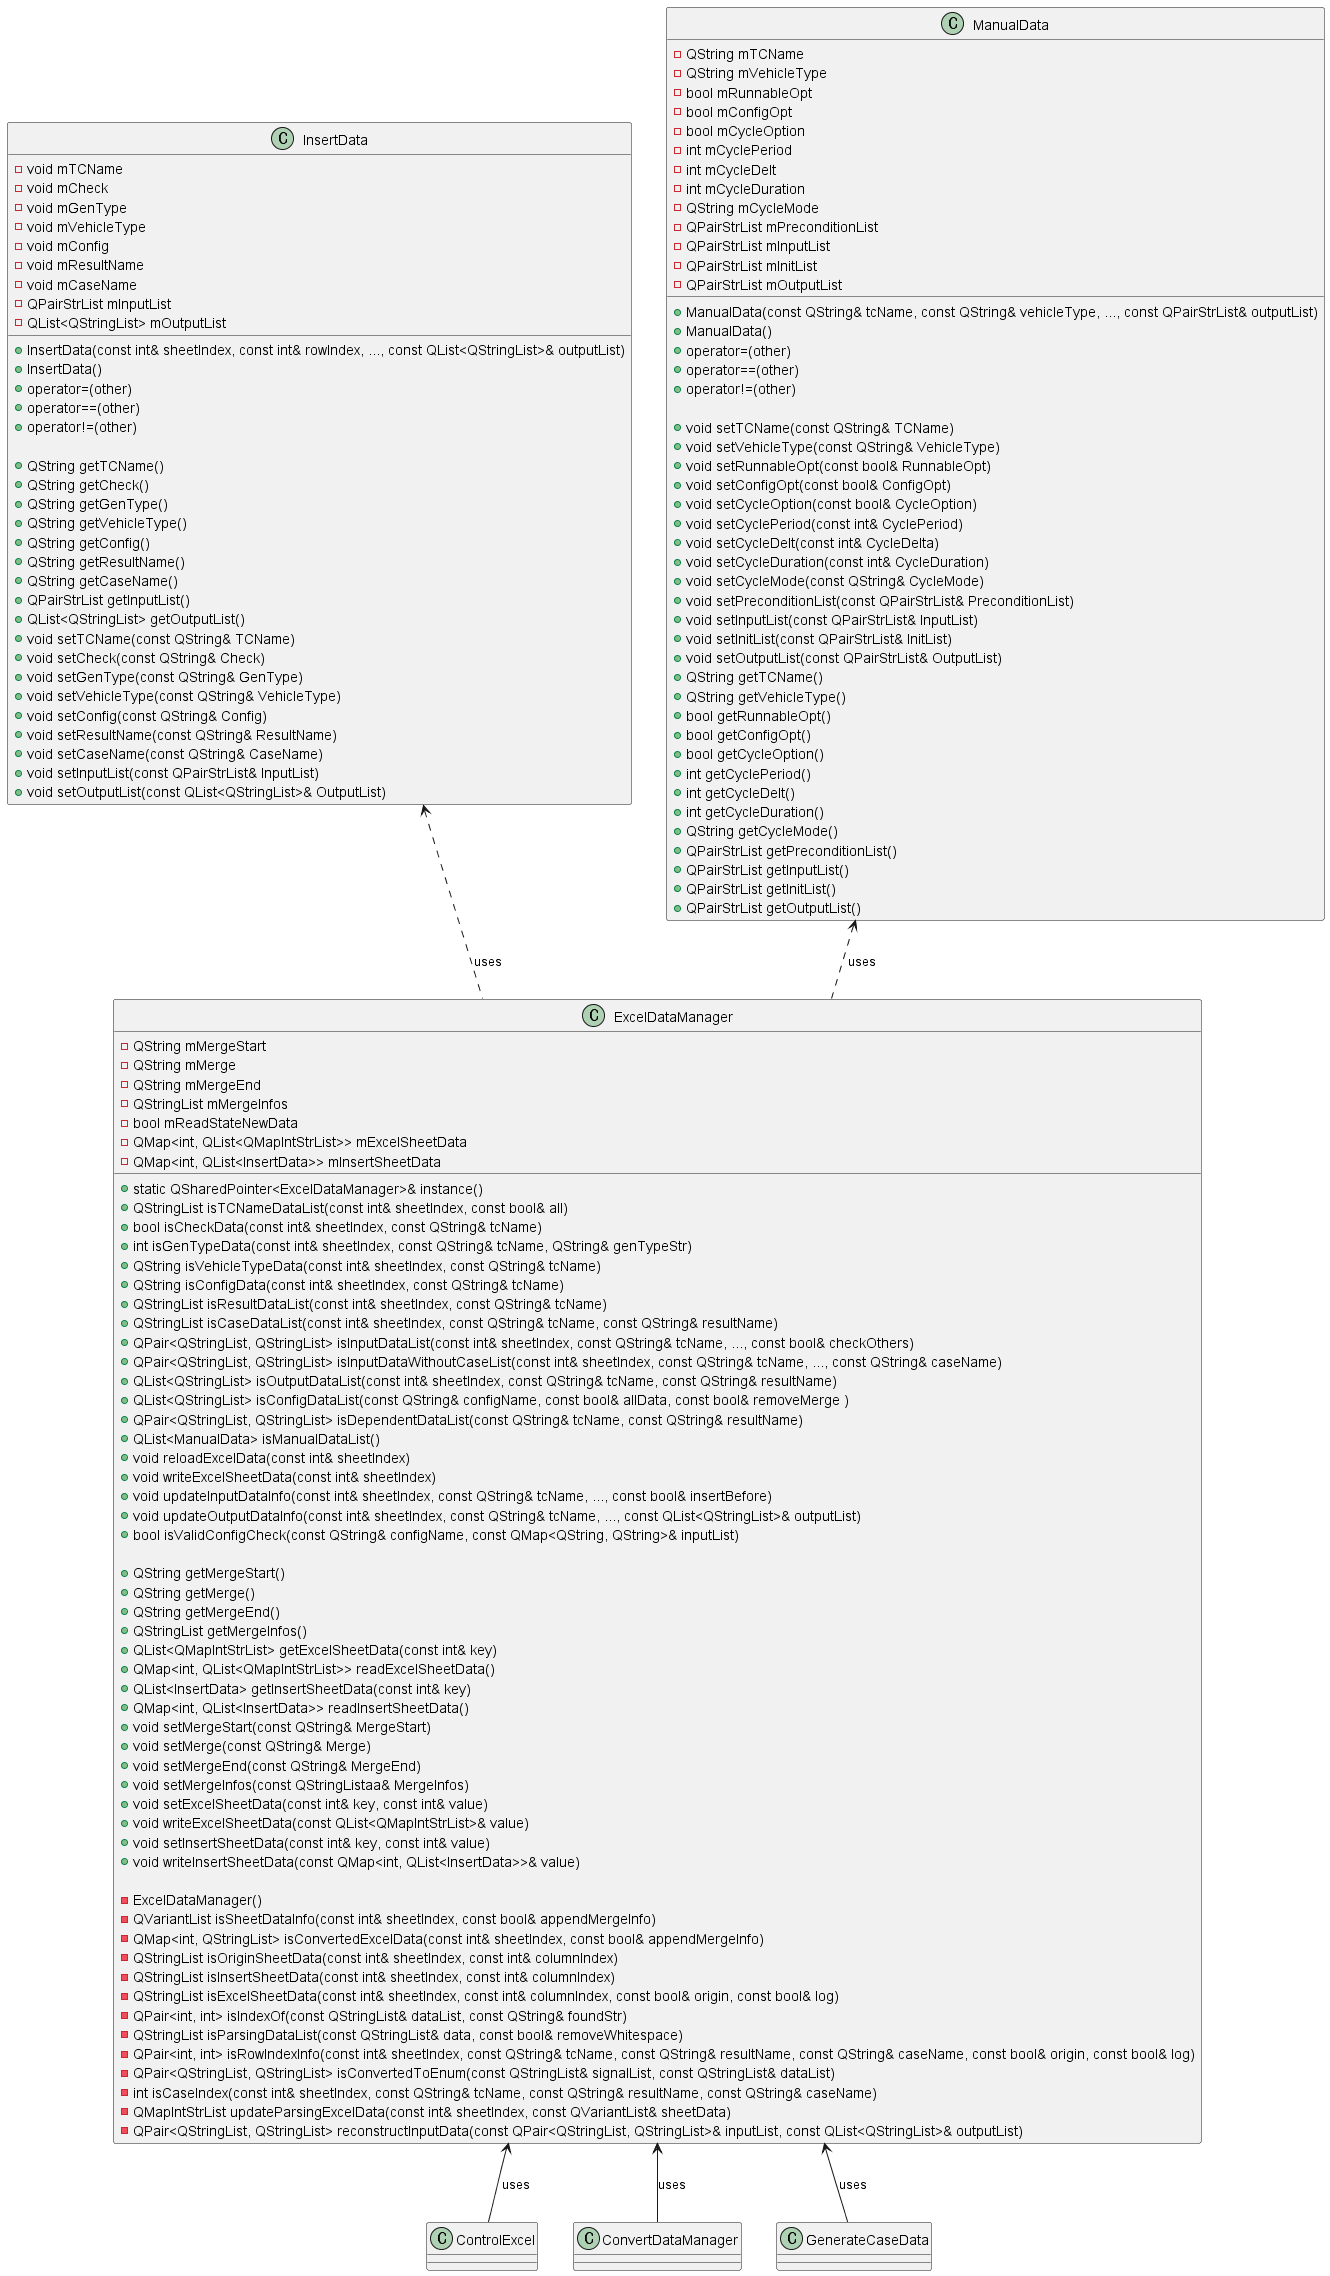 C InsertData
void mTCName
void mCheck
void mGenType
void mVehicleType
void mConfig
void mResultName
void mCaseName
QPairStrList mInputList
QList<QStringList> mOutputList
InsertData(const int& sheetIndex, const int& rowIndex, ..., const QList<QStringList>& outputList)
InsertData()
operator=(other)
operator==(other)
operator!=(other)
QString getTCName()
QString getCheck()
QString getGenType()
QString getVehicleType()
QString getConfig()
QString getResultName()
QString getCaseName()
QPairStrList getInputList()
QList<QStringList> getOutputList()
void setTCName(const QString& TCName)
void setCheck(const QString& Check)
void setGenType(const QString& GenType)
void setVehicleType(const QString& VehicleType)
void setConfig(const QString& Config)
void setResultName(const QString& ResultName)
void setCaseName(const QString& CaseName)
void setInputList(const QPairStrList& InputList)
void setOutputList(const QList<QStringList>& OutputList)
C ManualData
QString mTCName
QString mVehicleType
bool mRunnableOpt
bool mConfigOpt
bool mCycleOption
int mCyclePeriod
int mCycleDelt
int mCycleDuration
QString mCycleMode
QPairStrList mPreconditionList
QPairStrList mInputList
QPairStrList mInitList
QPairStrList mOutputList
ManualData(const QString& tcName, const QString& vehicleType, ..., const QPairStrList& outputList)
ManualData()
operator=(other)
operator==(other)
operator!=(other)
void setTCName(const QString& TCName)
void setVehicleType(const QString& VehicleType)
void setRunnableOpt(const bool& RunnableOpt)
void setConfigOpt(const bool& ConfigOpt)
void setCycleOption(const bool& CycleOption)
void setCyclePeriod(const int& CyclePeriod)
void setCycleDelt(const int& CycleDelta)
void setCycleDuration(const int& CycleDuration)
void setCycleMode(const QString& CycleMode)
void setPreconditionList(const QPairStrList& PreconditionList)
void setInputList(const QPairStrList& InputList)
void setInitList(const QPairStrList& InitList)
void setOutputList(const QPairStrList& OutputList)
QString getTCName()
QString getVehicleType()
bool getRunnableOpt()
bool getConfigOpt()
bool getCycleOption()
int getCyclePeriod()
int getCycleDelt()
int getCycleDuration()
QString getCycleMode()
QPairStrList getPreconditionList()
QPairStrList getInputList()
QPairStrList getInitList()
QPairStrList getOutputList()
uses
uses
C ExcelDataManager
QString mMergeStart
QString mMerge
QString mMergeEnd
QStringList mMergeInfos
bool mReadStateNewData
QMap<int, QList<QMapIntStrList>> mExcelSheetData
QMap<int, QList<InsertData>> mInsertSheetData
static QSharedPointer<ExcelDataManager>& instance()
QStringList isTCNameDataList(const int& sheetIndex, const bool& all)
bool isCheckData(const int& sheetIndex, const QString& tcName)
int isGenTypeData(const int& sheetIndex, const QString& tcName, QString& genTypeStr)
QString isVehicleTypeData(const int& sheetIndex, const QString& tcName)
QString isConfigData(const int& sheetIndex, const QString& tcName)
QStringList isResultDataList(const int& sheetIndex, const QString& tcName)
QStringList isCaseDataList(const int& sheetIndex, const QString& tcName, const QString& resultName)
QPair<QStringList, QStringList> isInputDataList(const int& sheetIndex, const QString& tcName, ..., const bool& checkOthers)
QPair<QStringList, QStringList> isInputDataWithoutCaseList(const int& sheetIndex, const QString& tcName, ..., const QString& caseName)
QList<QStringList> isOutputDataList(const int& sheetIndex, const QString& tcName, const QString& resultName)
QList<QStringList> isConfigDataList(const QString& configName, const bool& allData, const bool& removeMerge )
QPair<QStringList, QStringList> isDependentDataList(const QString& tcName, const QString& resultName)
QList<ManualData> isManualDataList()
void reloadExcelData(const int& sheetIndex)
void writeExcelSheetData(const int& sheetIndex)
void updateInputDataInfo(const int& sheetIndex, const QString& tcName, ..., const bool& insertBefore)
void updateOutputDataInfo(const int& sheetIndex, const QString& tcName, ..., const QList<QStringList>& outputList)
bool isValidConfigCheck(const QString& configName, const QMap<QString, QString>& inputList)
QString getMergeStart()
QString getMerge()
QString getMergeEnd()
QStringList getMergeInfos()
QList<QMapIntStrList> getExcelSheetData(const int& key)
QMap<int, QList<QMapIntStrList>> readExcelSheetData()
QList<InsertData> getInsertSheetData(const int& key)
QMap<int, QList<InsertData>> readInsertSheetData()
void setMergeStart(const QString& MergeStart)
void setMerge(const QString& Merge)
void setMergeEnd(const QString& MergeEnd)
void setMergeInfos(const QStringListaa& MergeInfos)
void setExcelSheetData(const int& key, const int& value)
void writeExcelSheetData(const QList<QMapIntStrList>& value)
void setInsertSheetData(const int& key, const int& value)
void writeInsertSheetData(const QMap<int, QList<InsertData>>& value)
ExcelDataManager()
QVariantList isSheetDataInfo(const int& sheetIndex, const bool& appendMergeInfo)
QMap<int, QStringList> isConvertedExcelData(const int& sheetIndex, const bool& appendMergeInfo)
QStringList isOriginSheetData(const int& sheetIndex, const int& columnIndex)
QStringList isInsertSheetData(const int& sheetIndex, const int& columnIndex)
QStringList isExcelSheetData(const int& sheetIndex, const int& columnIndex, const bool& origin, const bool& log)
QPair<int, int> isIndexOf(const QStringList& dataList, const QString& foundStr)
QStringList isParsingDataList(const QStringList& data, const bool& removeWhitespace)
QPair<int, int> isRowIndexInfo(const int& sheetIndex, const QString& tcName, const QString& resultName, const QString& caseName, const bool& origin, const bool& log)
QPair<QStringList, QStringList> isConvertedToEnum(const QStringList& signalList, const QStringList& dataList)
int isCaseIndex(const int& sheetIndex, const QString& tcName, const QString& resultName, const QString& caseName)
QMapIntStrList updateParsingExcelData(const int& sheetIndex, const QVariantList& sheetData)
QPair<QStringList, QStringList> reconstructInputData(const QPair<QStringList, QStringList>& inputList, const QList<QStringList>& outputList)
uses
uses
uses
C ControlExcel
C ConvertDataManager
C GenerateCaseData